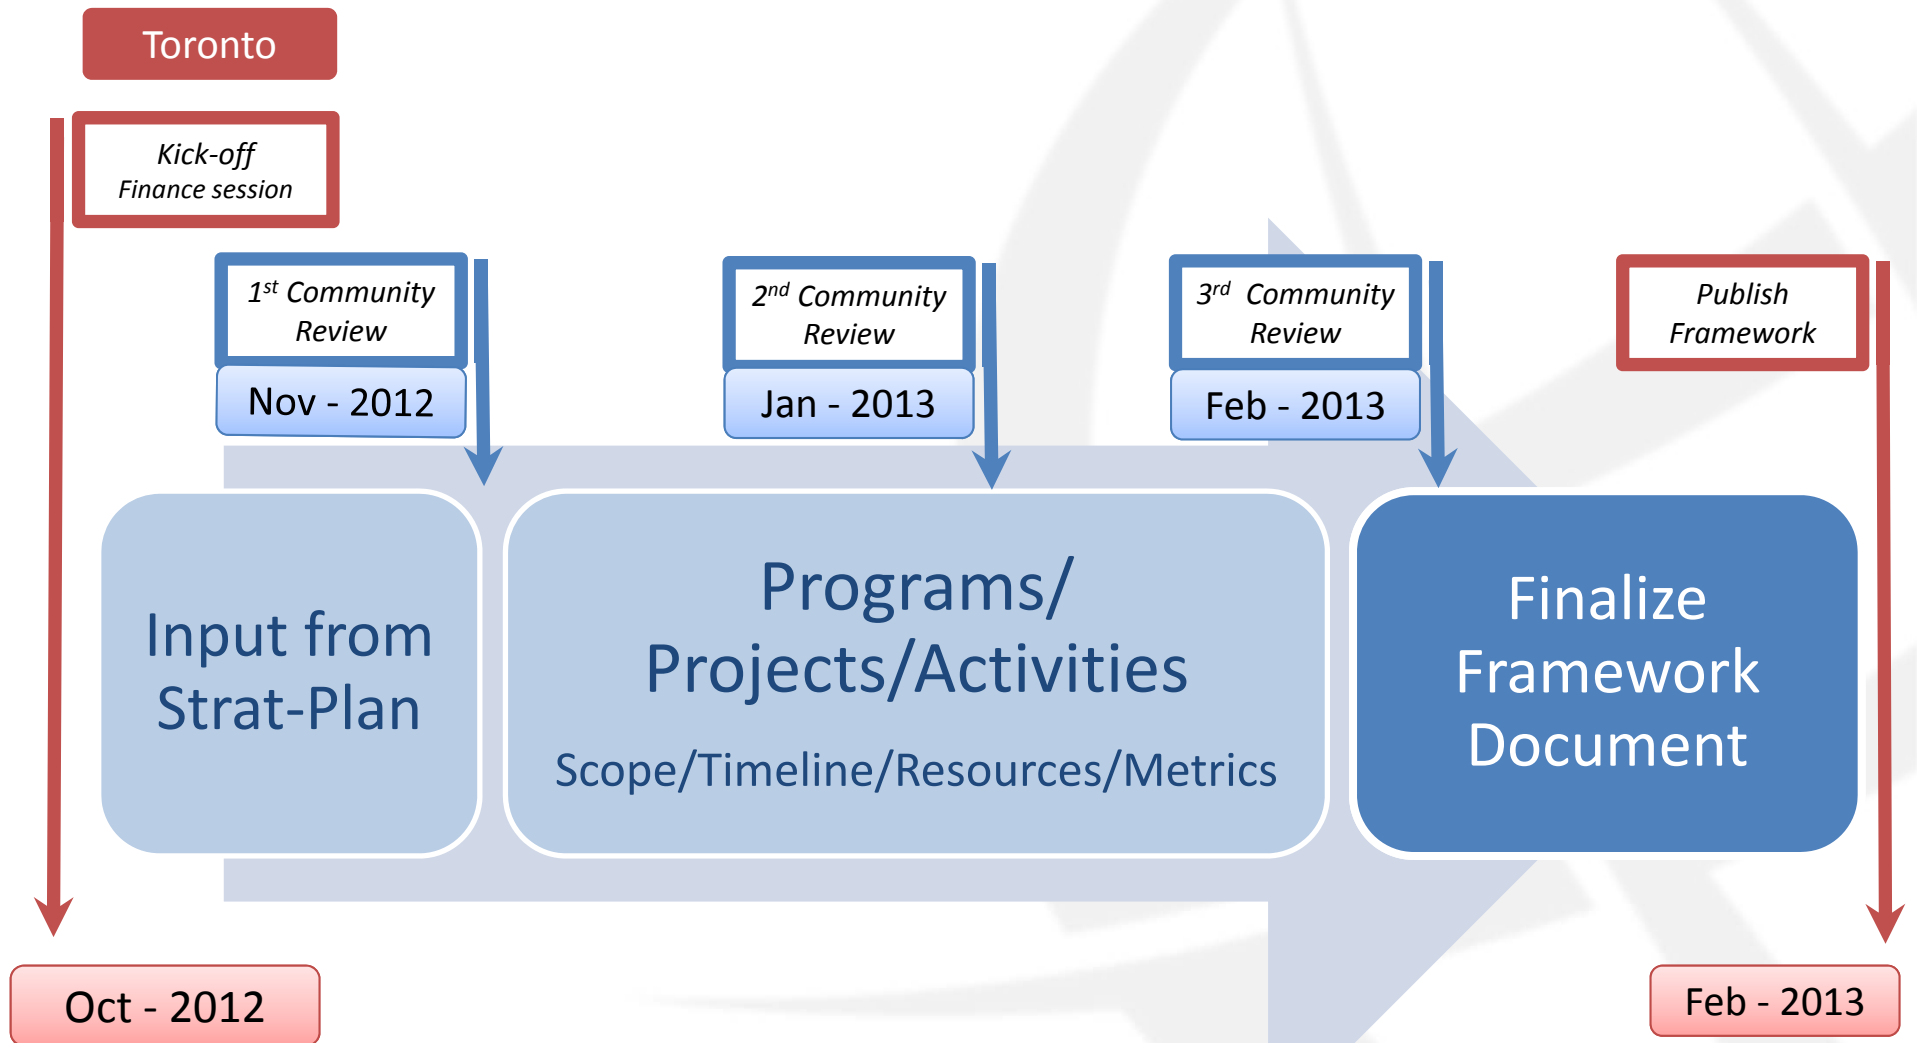 Toronto
Kick-off
Finance session
1st Community
Review
Nov - 2012
2nd Community
Review
Jan - 2013
3rd Community
Review
Feb - 2013
Publish
Framework
Input from
Strat-Plan
Programs/
Projects/Activities
Scope/Timeline/Resources/Metrics
Finalize
Framework
Document
Oct - 2012
Feb - 2013